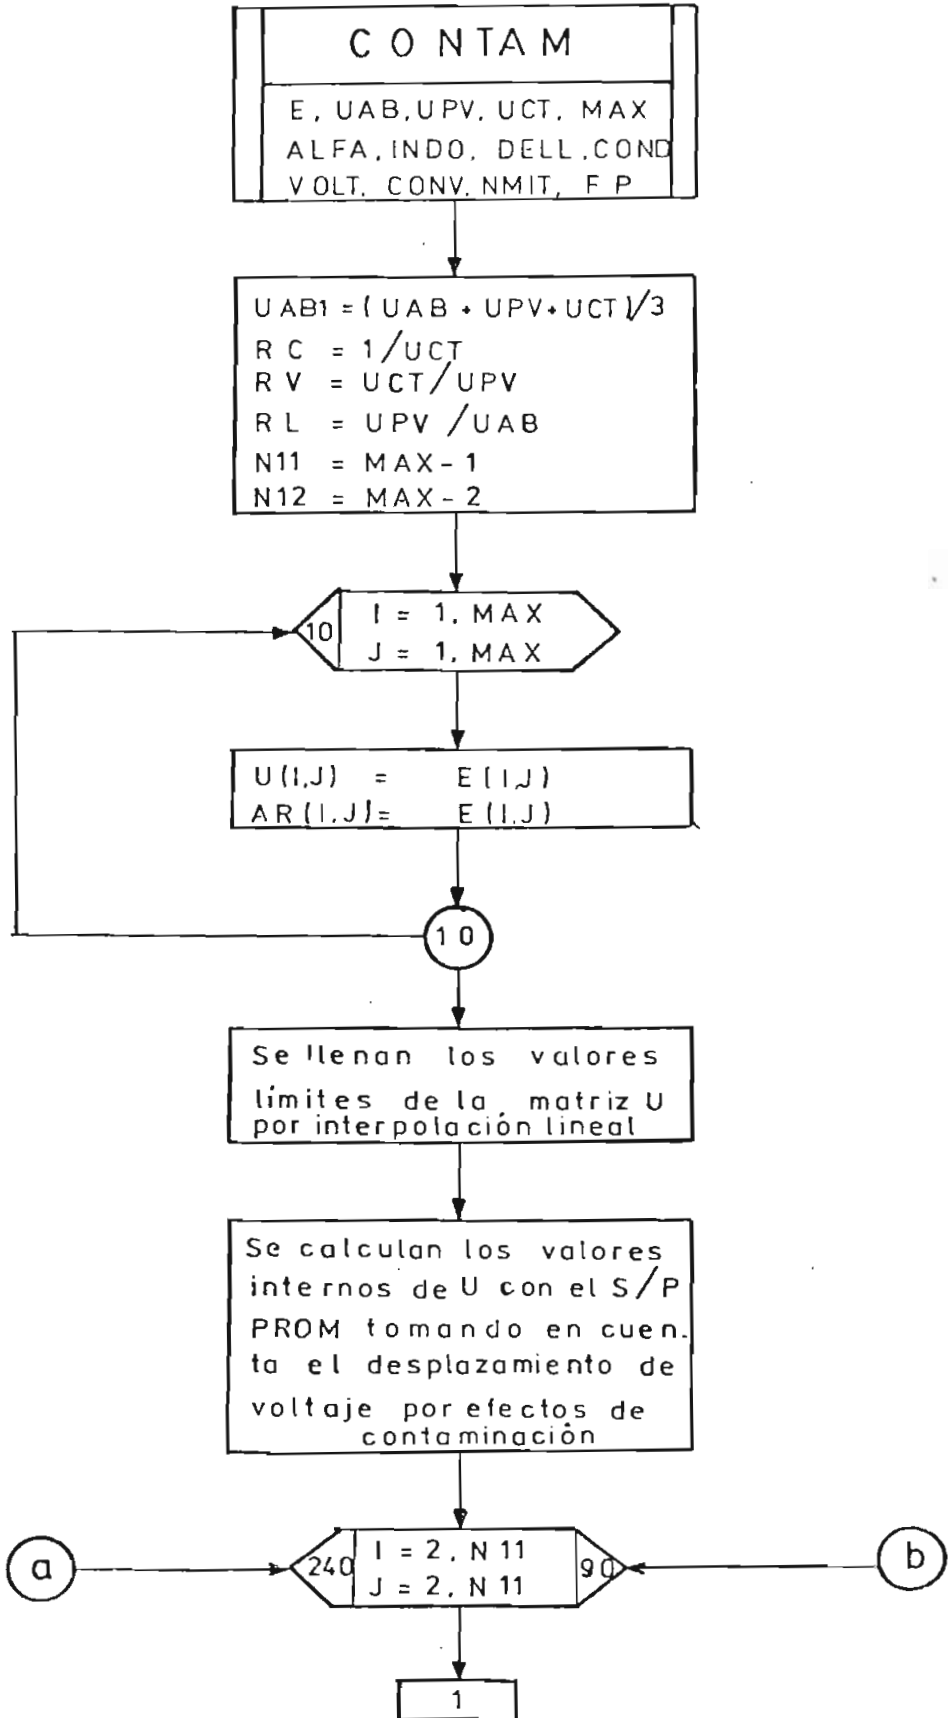 CONTAM
E, UAB, UPV, UCT, MAX
ALFA, INDO, DELL, COND
VOLT, CONV, NMIT, FP
UAB1 = (UAB + UPV + UCT)/3
RC = 1/UCT
RV = UCT/UPV
RL = UPV/UAB
N11 = MAX-1
N12 = MAX-2
10
I = 1, MAX
J = 1, MAX
U(I,J) = E(I,J)
AR(I,J) = E(I,J)
10
Se llenan los valores
límites de la matriz U
por interpolación lineal
Se calculan los valores
internos de U con el S/P
PROM tomando en cuen-
ta el desplazamiento de
voltaje por efectos de
contaminación
a
240
I = 2, N11
J = 2, N11
90
b
1